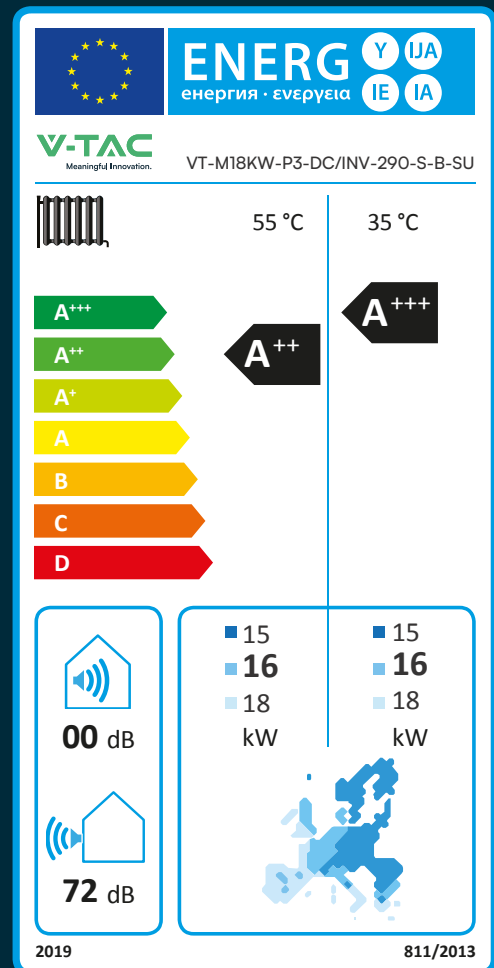 ENERG Y IJA
енергия · ενεργεια IE IA
V-TAC
Meaningful Innovation.
VT-M18KW-P3-DC/INV-290-S-B-SU
55 °C 35 °C
A+++
A++
A+
A
B
C
D
A++
A+++
00 dB
72 dB
15
16
18
kW
15
16
18
kW
2019 811/2013